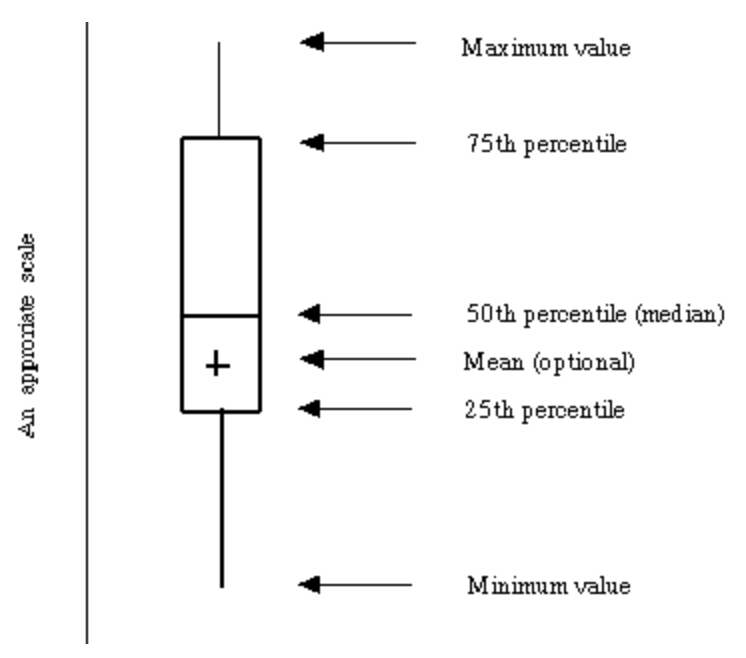 Maximum value
75th percentile
An approriate scale
50th percentile (median)
Mean (optional)
25th percentile
Minimum value